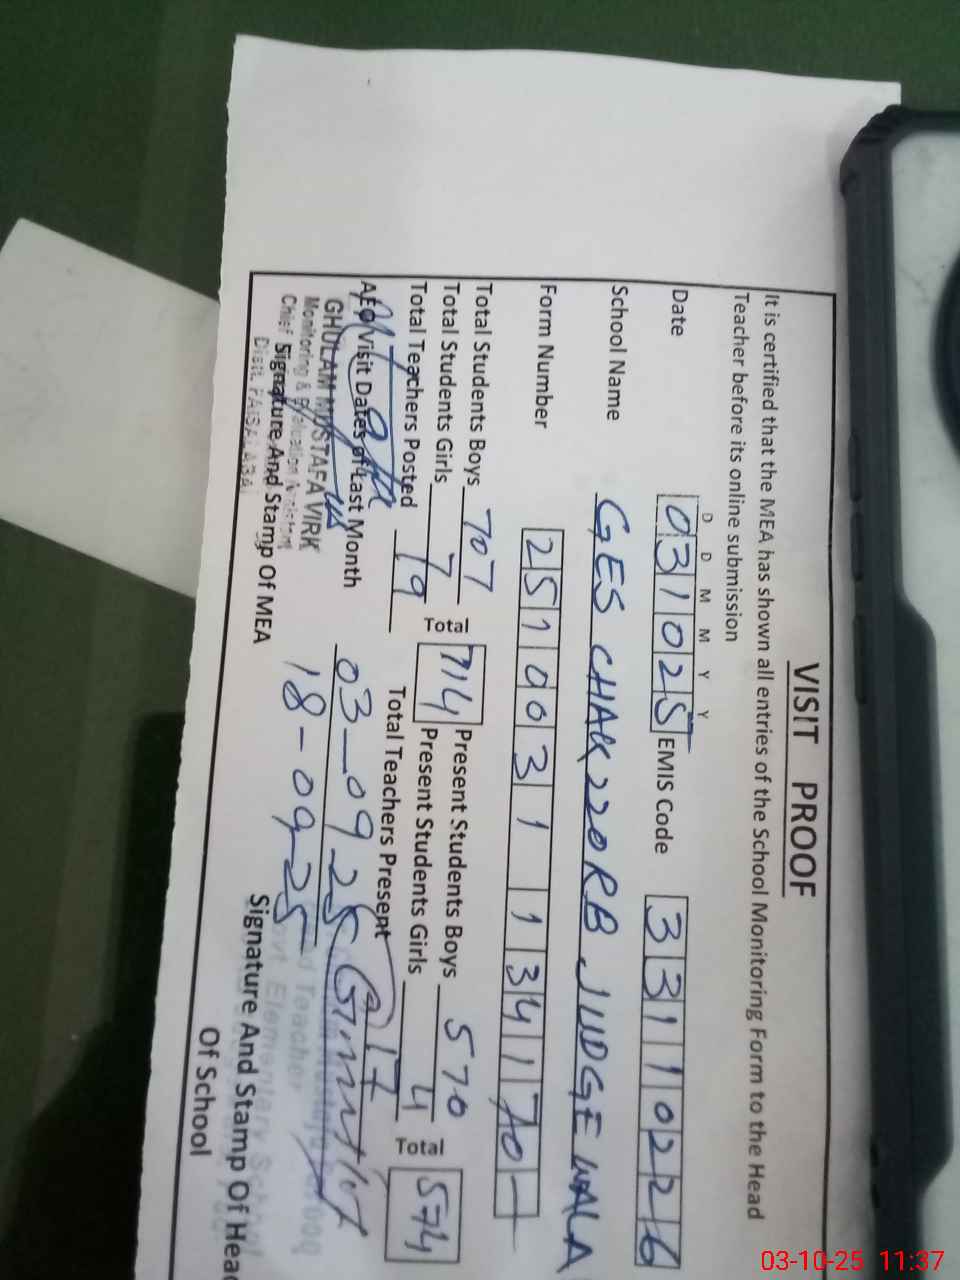 VISIT PROOF
It is certified that the MEA has shown all entries of the School Monitoring Form to the Head
Teacher before its online submission
D D M M Y Y
Date 031025 EMIS Code 33110226
School Name GES CHAK 220 RB JUDGE WALA
Form Number 25100311341
Total Students Boys 707 Present Students Boys 570
Total Students Girls 7 Total 714 Present Students Girls 4 Total 574
Total Teachers Posted 19 Total Teachers Present 17
AEO Visit Dates of Last Month 03-09 25
18-09-25
GHULAM MUSTAFA VIRK
Monitoring & Evaluation Assistant
Chief
Signature And Stamp Of MEA Signature And Stamp Of Head
Of School
03-10-25 11:37